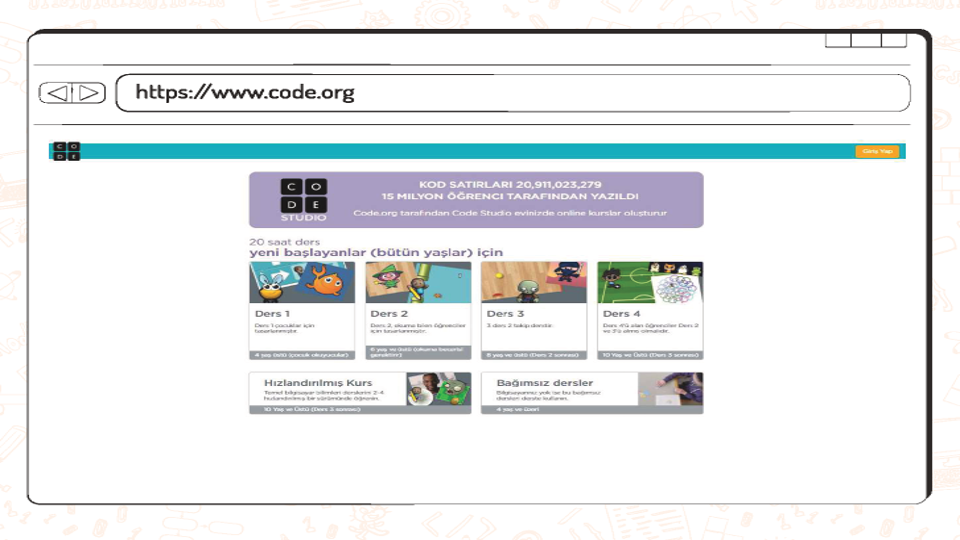 https://www.code.org
C O
D E
Giriş Yap
C O
D E
STUDIO
KOD SATIRLARI 20,911,023,279
15 MILYON ÖĞRENCI TARAFINDAN YAZILDI
Code.org tarafından Code Studio evinizde online kurslar oluşturur
20 saat ders
yeni başlayanlar (bütün yaşlar) için
Ders 1
Ders 1 çocuklar için
tasarlanmıştır.
4 yaş üstü (çocuk okuyucular)
Ders 2
Ders 2, okuma bilen öğrenciler
için tasarlanmıştır.
6 yaş ve üstü (okuma becerisi
gerektirir)
Ders 3
3 ders 2 takip dersidir.
8 yaş ve üstü (Ders 2 sonrası)
Ders 4
Ders 4'ü alan öğrenciler Ders 2
ve 3'ü almış olmalıdır.
10 Yaş ve Üstü (Ders 3 sonrası)
Hızlandırılmış Kurs
Temel bilgisayar bilimleri derslerini 2-4
hızlandırılmış bir sürümünde öğrenin.
10 Yaş ve Üstü (Ders 3 sonrası)
Bağımsız dersler
Bilgisayarınız yok ise bu bağımsız
dersleri derste kullanın.
4 yaş ve üzeri